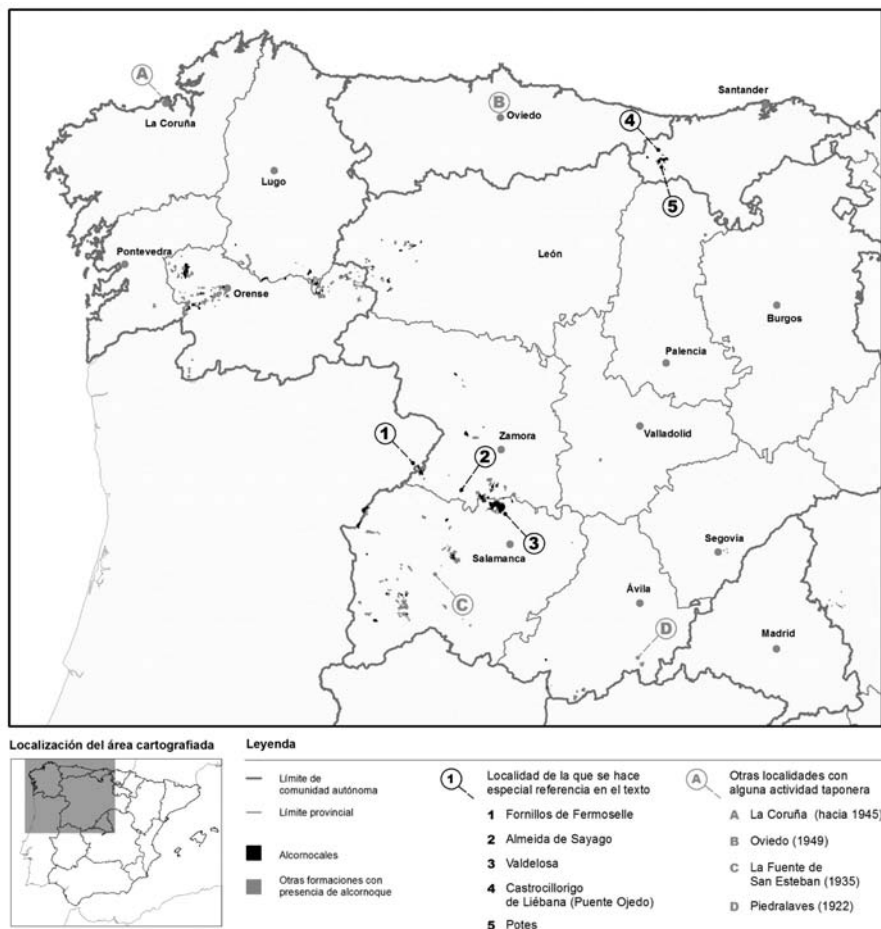 A
La Coruña
B
Oviedo
Santander
4
5
Lugo
León
Pontevedra
Orense
Burgos
Palencia
1
Zamora
2
Valladolid
3
Salamanca
Segovia
C
Ávila
D
Madrid
Localización del área cartografiada
Leyenda
Límite de
comunidad autónoma
Límite provincial
Alcornocales
Otras formaciones con
presencia de alcornoque
1
Localidad de la que se hace
especial referencia en el texto
1 Fornillos de Fermoselle
2 Almeida de Sayago
3 Valdelosa
4 Castrocillorigo
de Liébana (Puente Ojedo)
5 Potes
A
Otras localidades con
alguna actividad taponera
A La Coruña (hacia 1945)
B Oviedo (1949)
C La Fuente de
San Esteban (1935)
D Piedralaves (1922)